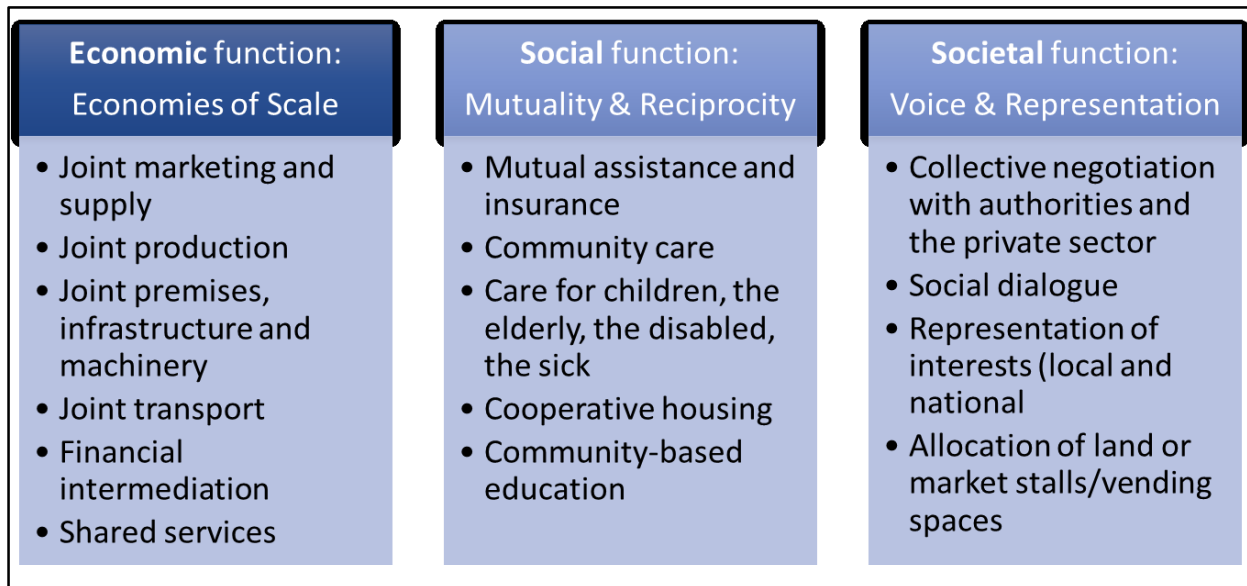 Economic function:
Economies of Scale
• Joint marketing and
supply
• Joint production
• Joint premises,
infrastructure and
machinery
• Joint transport
• Financial
intermediation
• Shared services
Social function:
Mutuality & Reciprocity
• Mutual assistance and
insurance
• Community care
• Care for children, the
elderly, the disabled,
the sick
• Cooperative housing
• Community-based
education
Societal function:
Voice & Representation
• Collective negotiation
with authorities and
the private sector
• Social dialogue
• Representation of
interests (local and
national
• Allocation of land or
market stalls/vending
spaces